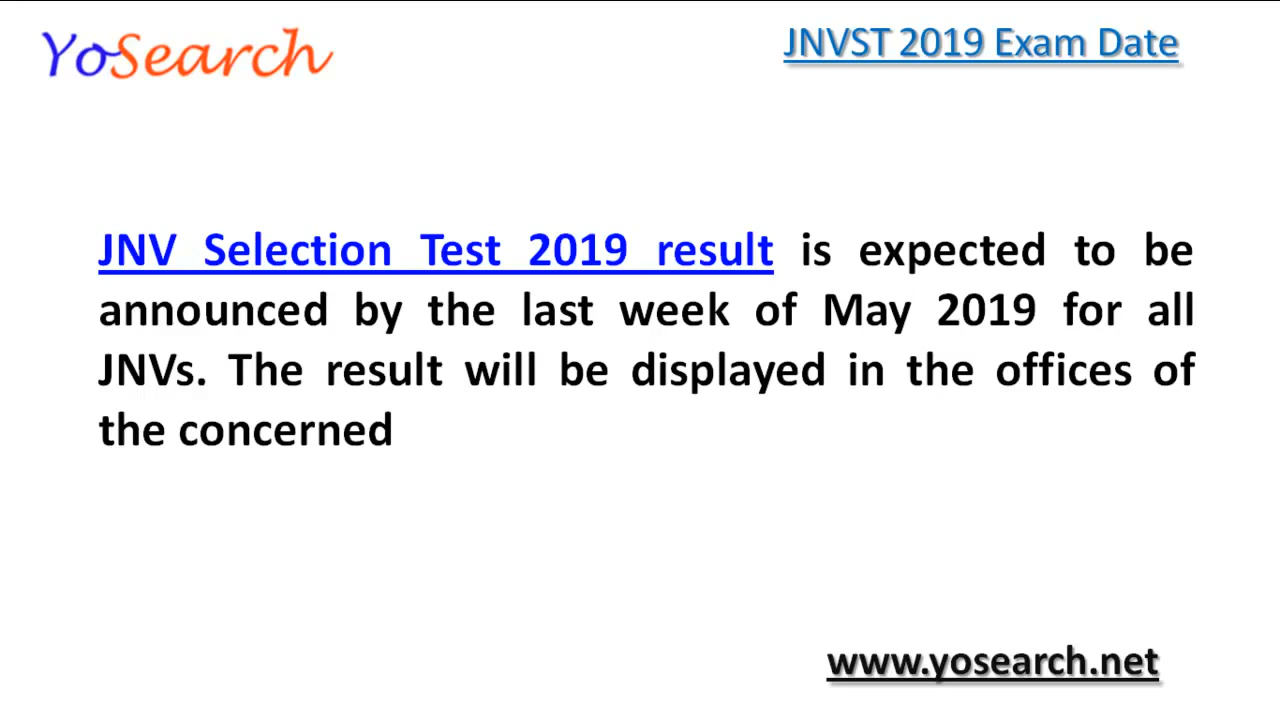 YoSearch
JNVST 2019 Exam Date
JNV Selection Test 2019 result is expected to be
announced by the last week of May 2019 for all
JNVs. The result will be displayed in the offices of
the concerned
www.yosearch.net